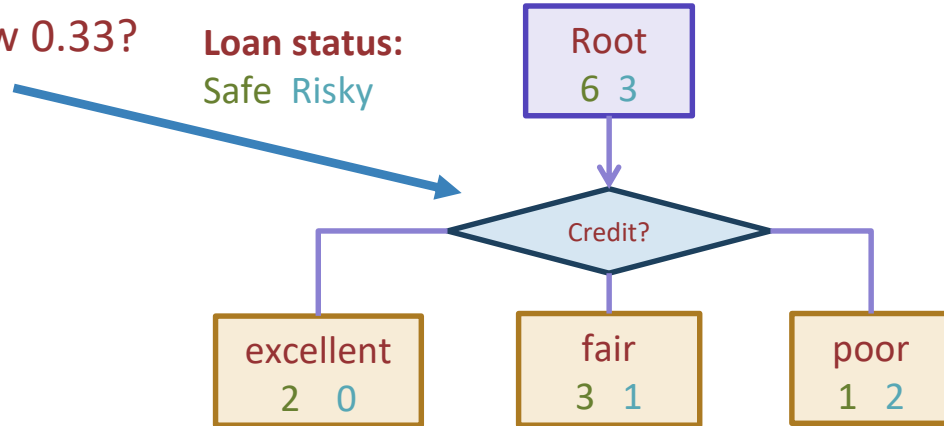 0.33?
Loan status:
Safe Risky
Root
6 3
Credit?
excellent
2 0
fair
3 1
poor
1 2